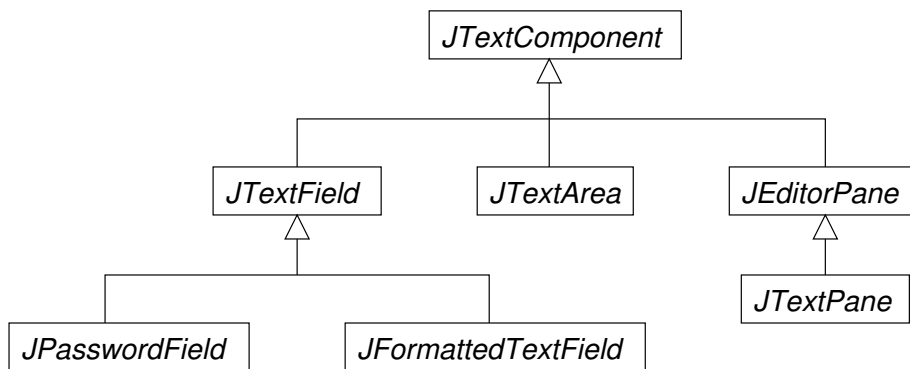 JTextComponent
JTextField
JTextArea
JEditorPane
JTextPane
JPasswordField
JFormattedTextField